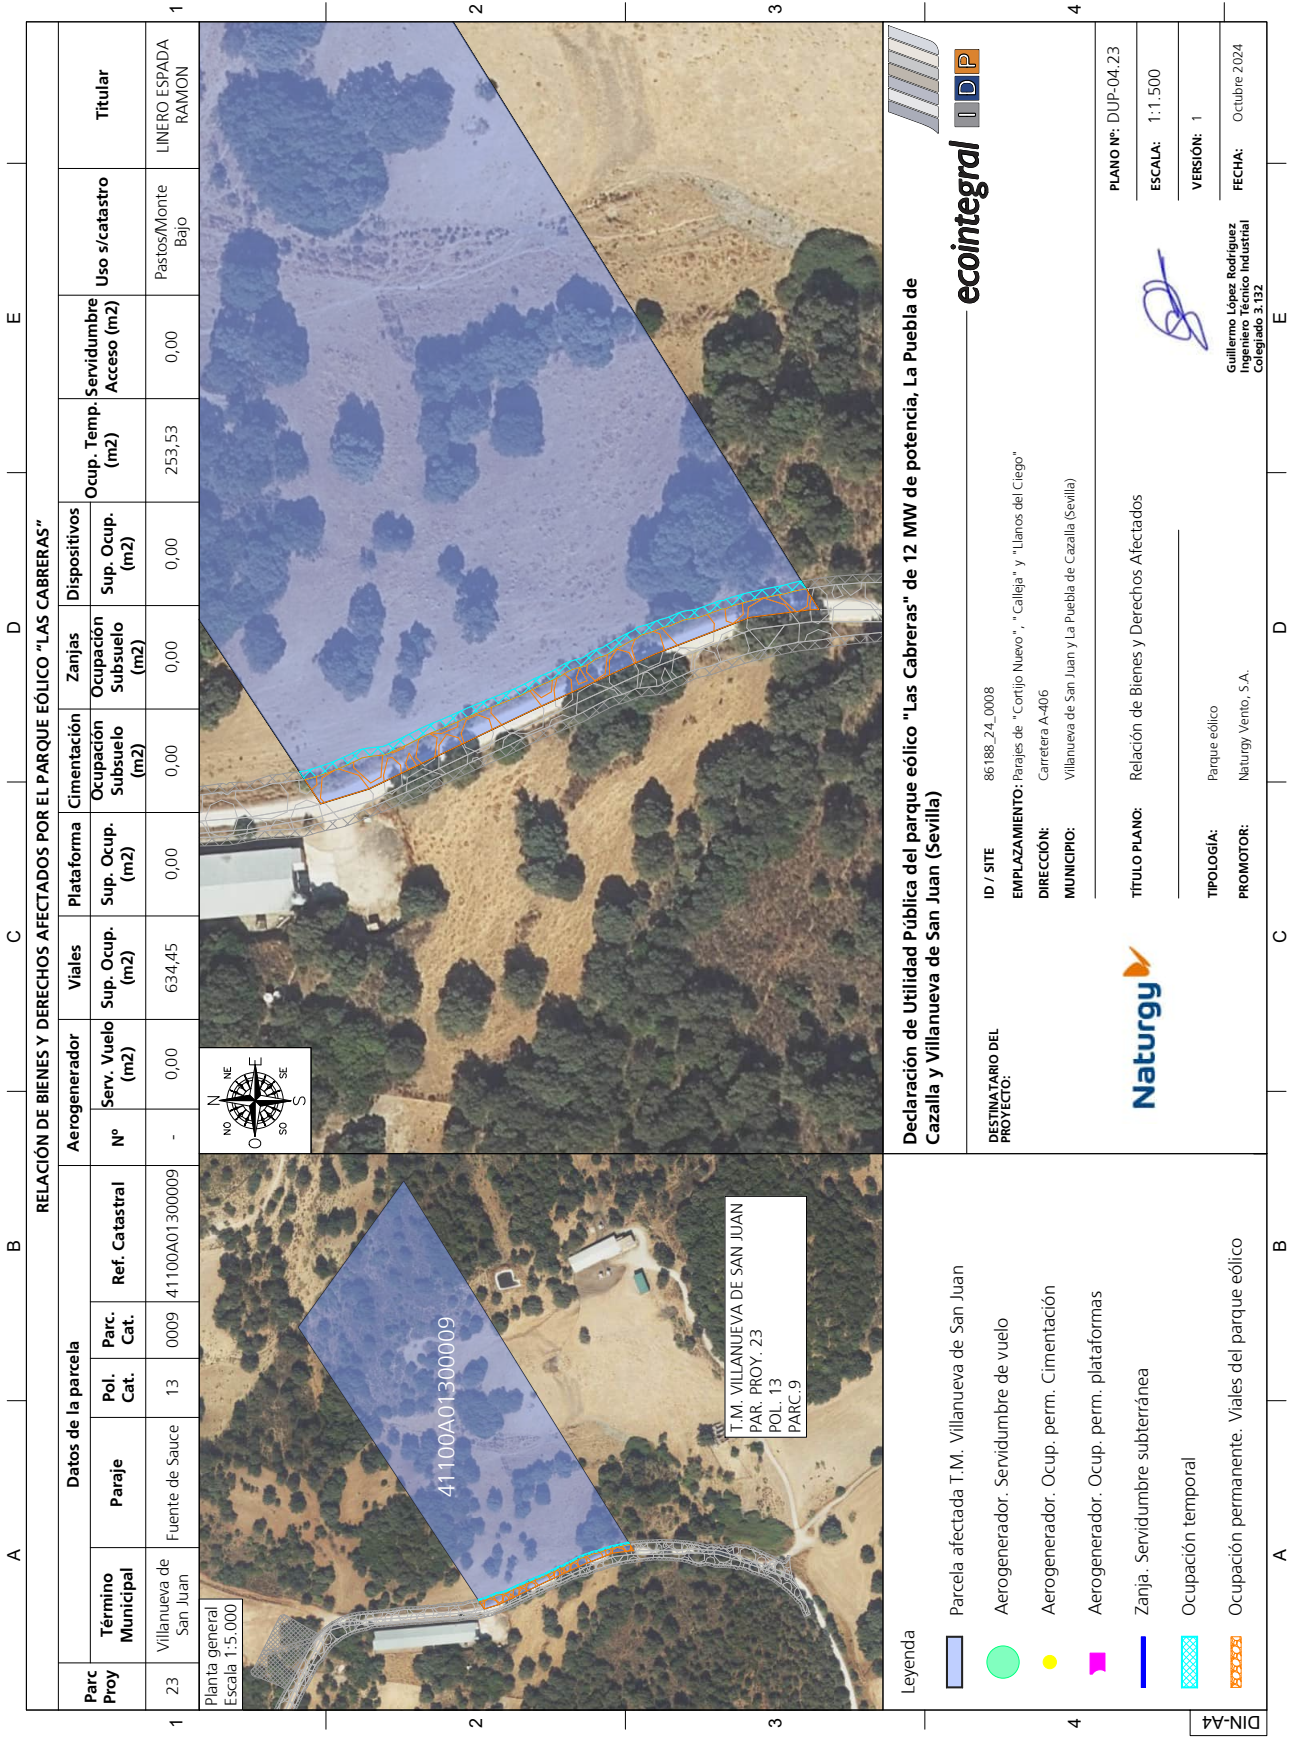 A B C D E
1 2 3 4
RELACIÓN DE BIENES Y DERECHOS AFECTADOS POR EL PARQUE EÓLICO "LAS CABRERAS"
Parc Proy
Datos de la parcela
Aerogenerador
Viales
Plataforma
Cimentación
Zanjas
Dispositivos
Ocup. Temp. (m2)
Servidumbre Acceso (m2)
Uso s/catastro
Titular
Término Municipal
Paraje
Pol. Cat.
Parc. Cat.
Ref. Catastral
Nº
Serv. Vuelo (m2)
Sup. Ocup. (m2)
Sup. Ocup. (m2)
Ocupación Subsuelo (m2)
Ocupación Subsuelo (m2)
Sup. Ocup. (m2)
23
Villanueva de San Juan
Fuente de Sauce
13
0009
41100A01300009
-
0,00
634,45
0,00
0,00
0,00
0,00
253,53
0,00
Pastos/Monte Bajo
LINERO ESPADA RAMON
Planta general
Escala 1:5.000
41100A01300009
T.M. VILLANUEVA DE SAN JUAN
PAR. PROY. 23
POL. 13
PARC.9
N
NE
E
SE
S
SO
O
NO
Leyenda
Parcela afectada T.M. Villanueva de San Juan
Aerogenerador. Servidumbre de vuelo
Aerogenerador. Ocup. perm. Cimentación
Aerogenerador. Ocup. perm. plataformas
Zanja. Servidumbre subterránea
Ocupación temporal
Ocupación permanente. Viales del parque eólico
Declaración de Utilidad Pública del parque eólico "Las Cabreras" de 12 MW de potencia, La Puebla de
Cazalla y Villanueva de San Juan (Sevilla)
DESTINATARIO DEL
PROYECTO:
Naturgy
ID / SITE 86188_24_0008
EMPLAZAMIENTO: Parajes de "Cortijo Nuevo", "Calleja" y "Llanos del Ciego"
DIRECCIÓN: Carretera A-406
MUNICIPIO: Villanueva de San Juan y La Puebla de Cazalla (Sevilla)
TÍTULO PLANO: Relación de Bienes y Derechos Afectados
TIPOLOGÍA: Parque eólico
PROMOTOR: Naturgy Vento, S.A.
ecointegral
IDP
Guillermo López Rodríguez
Ingeniero Técnico Industrial
Colegiado 3.132
PLANO Nº: DUP-04.23
ESCALA: 1:1.500
VERSIÓN: 1
FECHA: Octubre 2024
DIN-A4
A B C D E
1 2 3 4